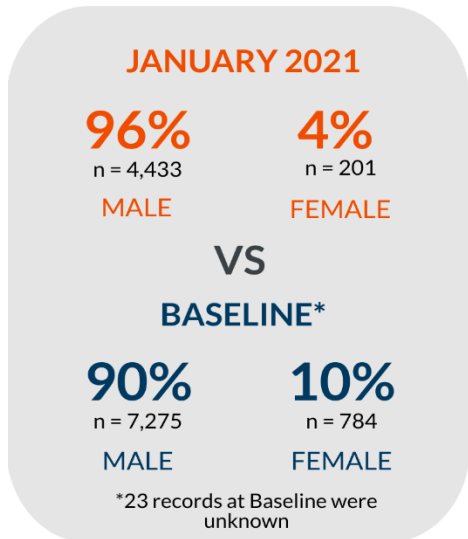 JANUARY 2021
96% 4%
n = 4,433 n = 201
MALE FEMALE
VS
BASELINE*
90% 10%
n = 7,275 n = 784
MALE FEMALE
*23 records at Baseline were
unknown